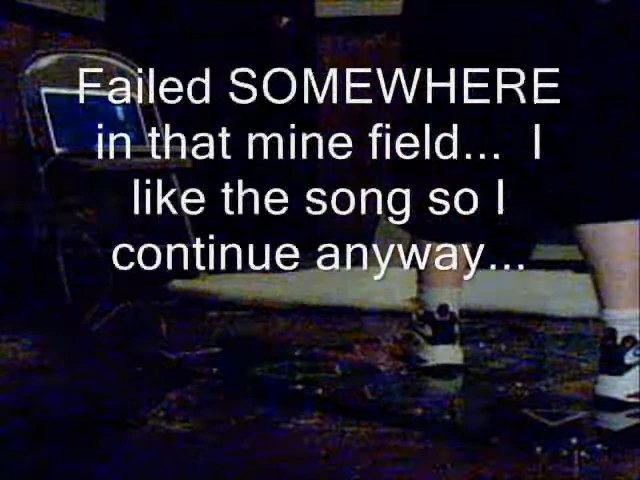 Failed SOMEWHERE
in that mine field... I
like the song so I
continue anyway...